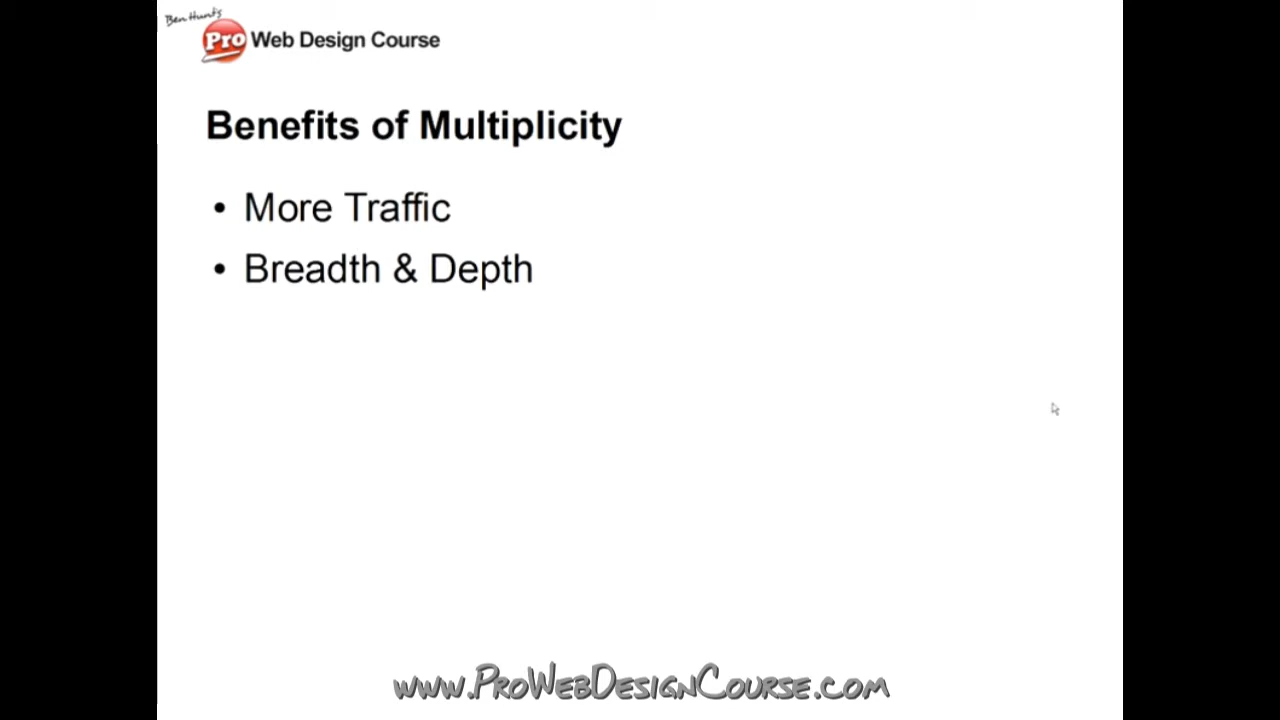 Ben Hunt's
Pro Web Design Course
Benefits of Multiplicity
• More Traffic
• Breadth & Depth
www.ProWebDesignCourse.com